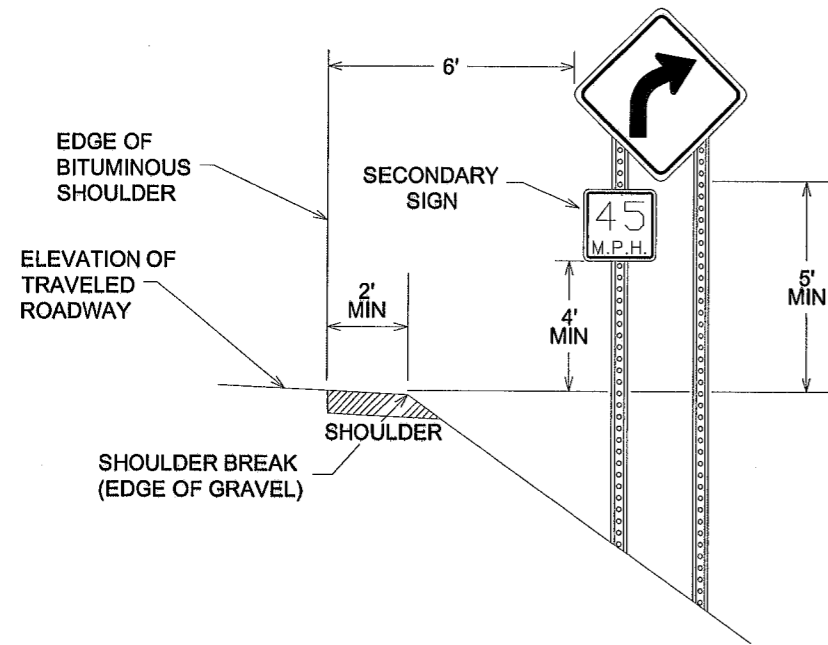 6'
EDGE OF
BITUMINOUS
SHOULDER
SECONDARY
SIGN
45
M.P.H.
ELEVATION OF
TRAVELED
ROADWAY
2'
MIN
4'
MIN
5'
MIN
SHOULDER
SHOULDER BREAK
(EDGE OF GRAVEL)